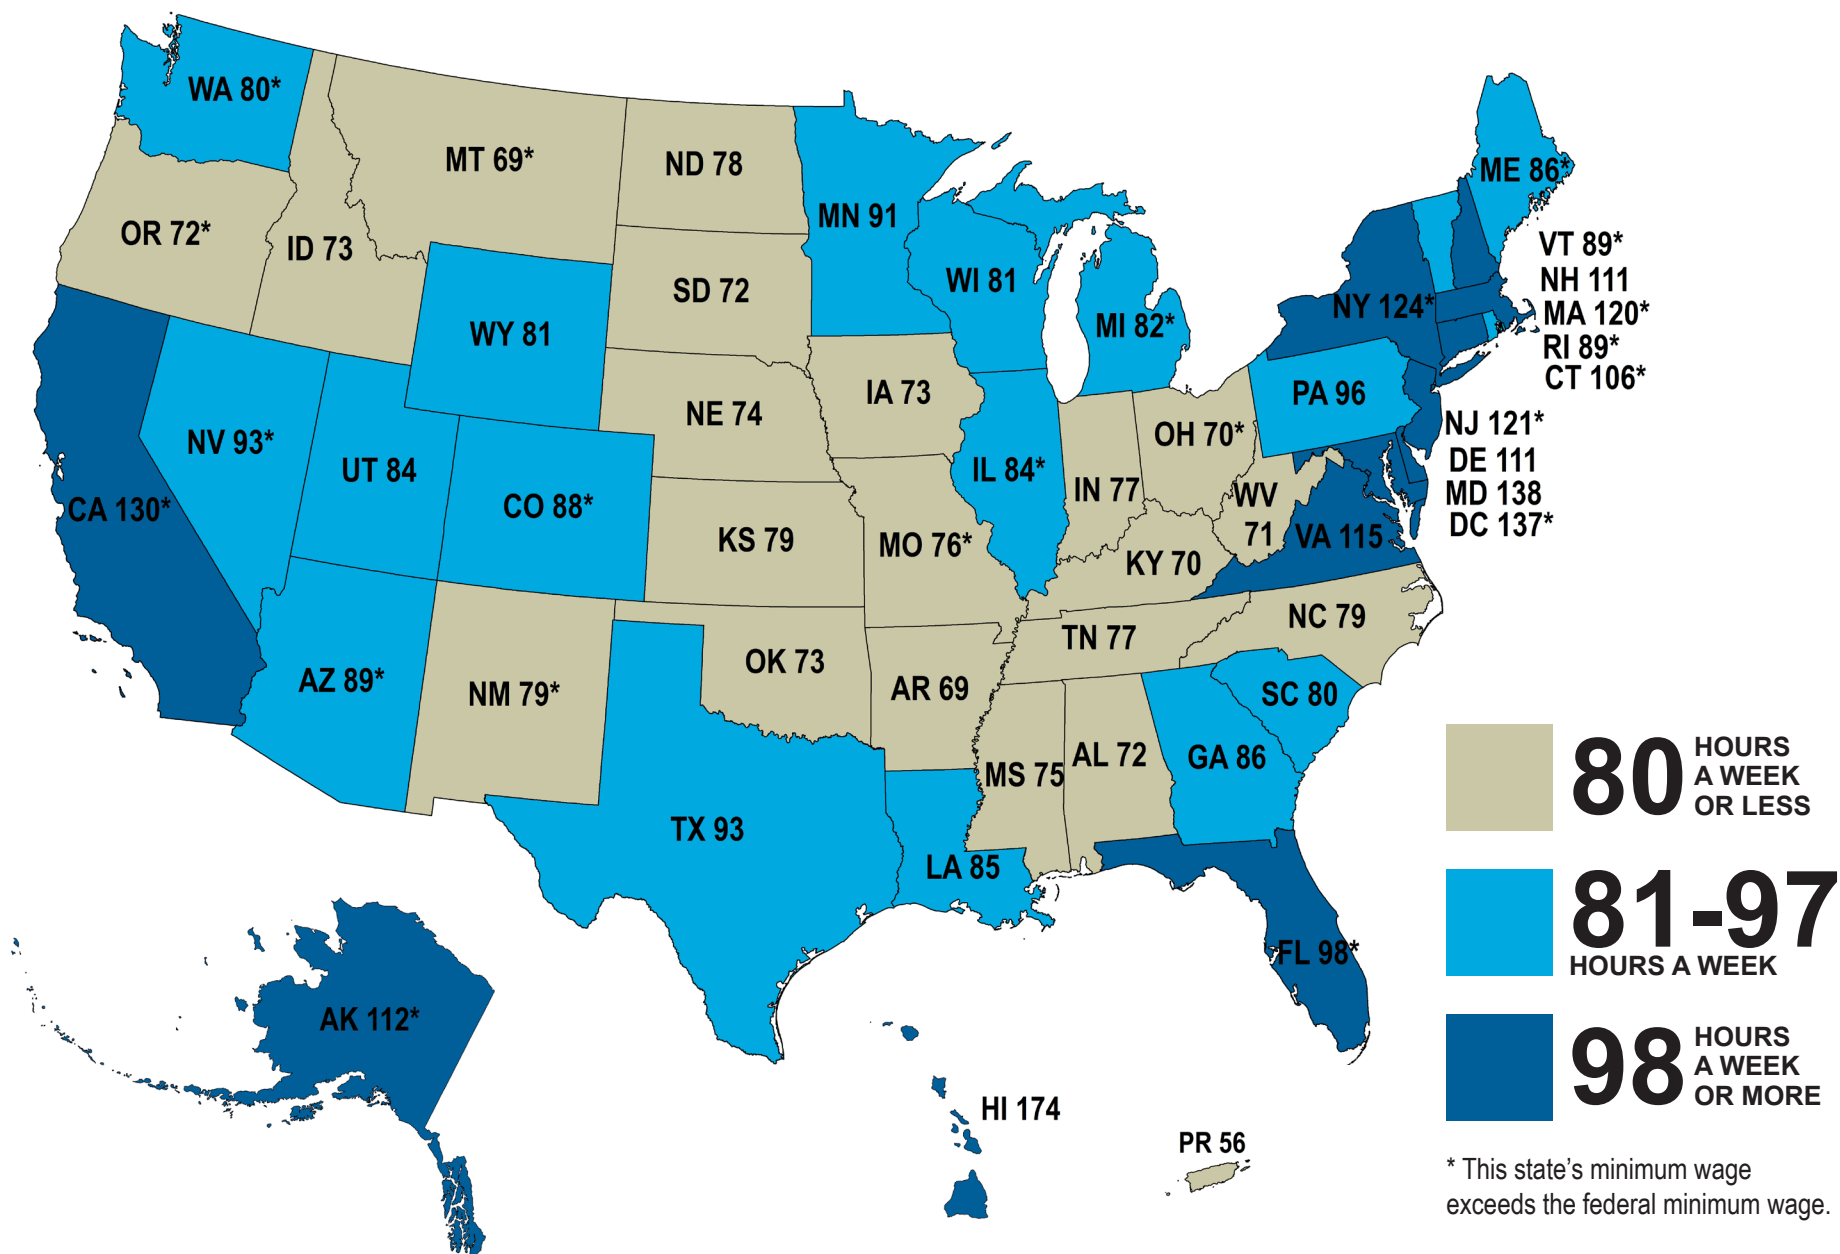 WA 80*
MT 69*
ND 78
MN 91
ME 86*
OR 72*
ID 73
SD 72
WI 81
MI 82*
NY 124*
VT 89*
NH 111
MA 120*
RI 89*
CT 106*
WY 81
IA 73
NE 74
PA 96
NV 93*
UT 84
CO 88*
IL 84*
IN 77
OH 70*
NJ 121*
DE 111
MD 138
DC 137*
CA 130*
KS 79
MO 76*
WV
71
VA 115
KY 70
NC 79
TN 77
AZ 89*
NM 79*
OK 73
AR 69
SC 80
MS 75
AL 72
GA 86
TX 93
LA 85
FL 98*
AK 112*
HI 174
PR 56
80 HOURS
A WEEK
OR LESS
81-97
HOURS A WEEK
98 HOURS
A WEEK
OR MORE
* This state’s minimum wage
exceeds the federal minimum wage.